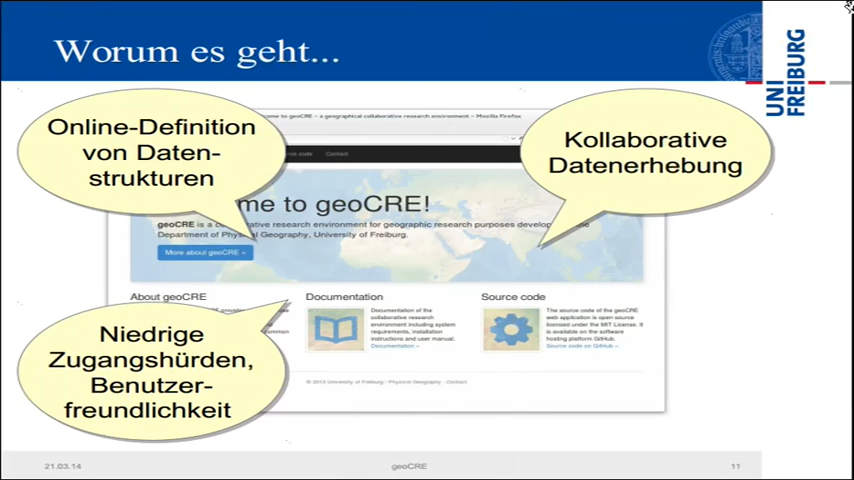 Worum es geht...
UNI
FREIBURG
Online-Definition
von Daten-
strukturen
Kollaborative
Datenerhebung
Niedrige
Zugangshürden,
Benutzer-
freundlichkeit
to geoCRE – a geographical collaborative research environment – Mozilla Firefox
code Contact
me to geoCRE!
geoCRE is a research environment for geographic research purposes
Department of Geography, University of Freiburg.
More about geoCRE »
About geoCRE
common
Documentation
Documentation of the
collaborative research
environment including system
requirements, installation
instructions and user manual.
Documentation »
Source code
The source code of the geoCRE
web application is open source
licensed under the MIT License. It
is available on the software
hosting platform GitHub.
Source code on GitHub »
© 2013 University of Freiburg - Physical Geography - Contact
21.03.14
geoCRE
11